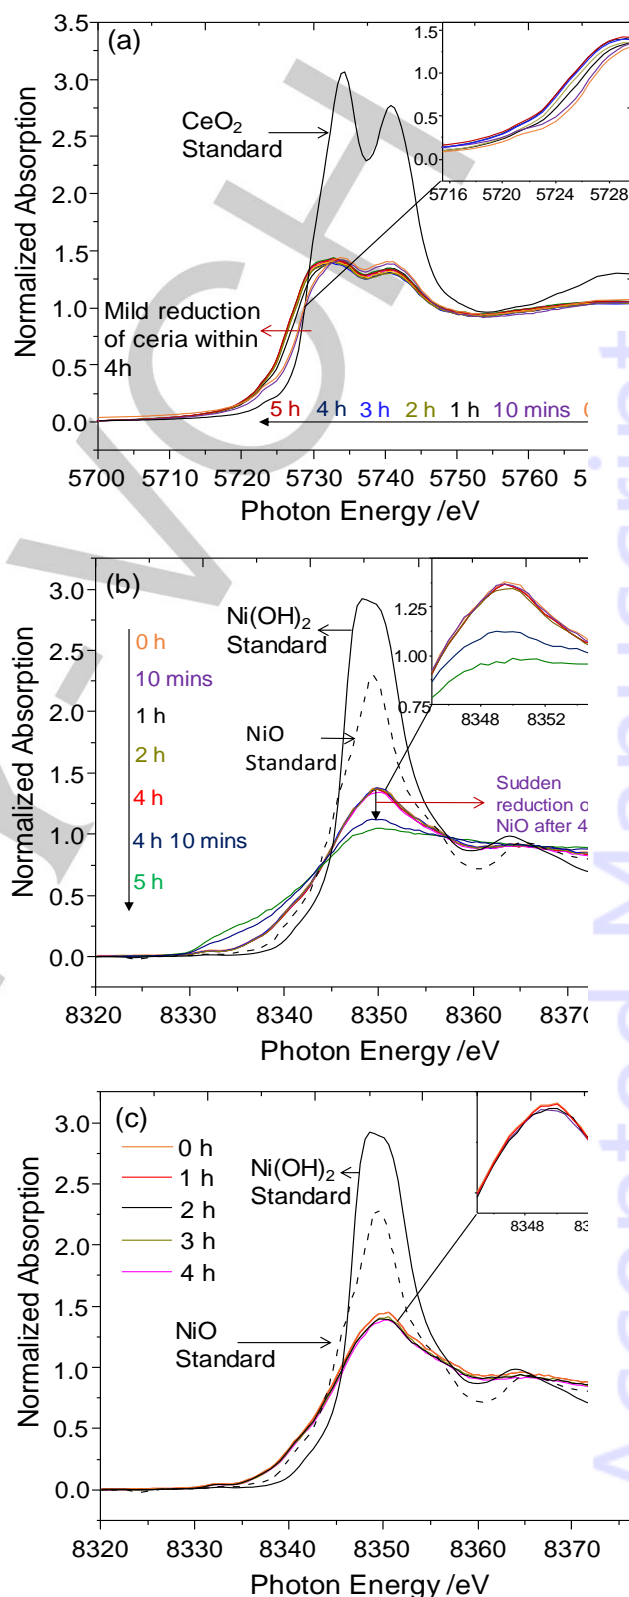 (a)
3.5
3.0
2.5
2.0
1.5
1.0
0.5
0.0
Normalized Absorption
CeO2
Standard
Mild reduction
of ceria within
4h
5 h 4 h 3 h 2 h 1 h 10 mins
1.5
1.0
0.5
0.0
5716 5720 5724 5728
5700 5710 5720 5730 5740 5750 5760
Photon Energy /eV
(b)
3.0
2.5
2.0
1.5
1.0
0.5
0.0
Normalized Absorption
0 h
10 mins
1 h
2 h
4 h
4 h 10 mins
5 h
Ni(OH)2
Standard
NiO
Standard
1.25
1.00
0.75
8348 8352
Sudden
reduction
NiO after 4
8320 8330 8340 8350 8360 8370
Photon Energy /eV
(c)
3.0
2.5
2.0
1.5
1.0
0.5
0.0
Normalized Absorption
0 h
1 h
2 h
3 h
4 h
Ni(OH)2
Standard
NiO
Standard
8348
8320 8330 8340 8350 8360 8370
Photon Energy /eV